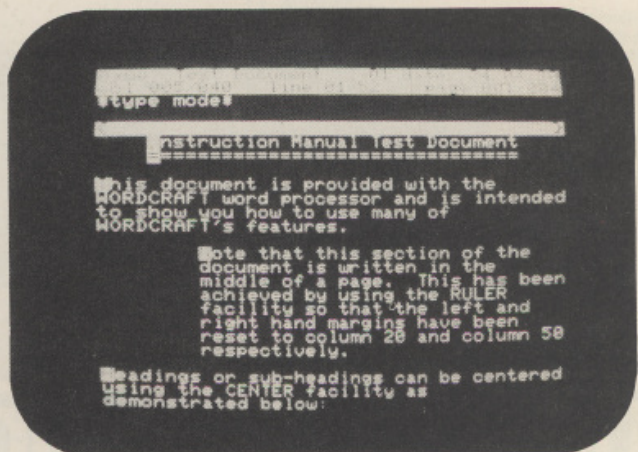 *type mode*
Instruction Manual Test Document
================================
This document is provided with the
WORDCRAFT word processor and is intended
to show you how to use many of
WORDCRAFT's features.
Note that this section of the
document is written in the
middle of a page. This has been
achieved by using the RULER
facility so that the left and
right hand margins have been
reset to column 20 and column 50
respectively.
Headings or sub-headings can be centered
using the CENTER facility as
demonstrated below: